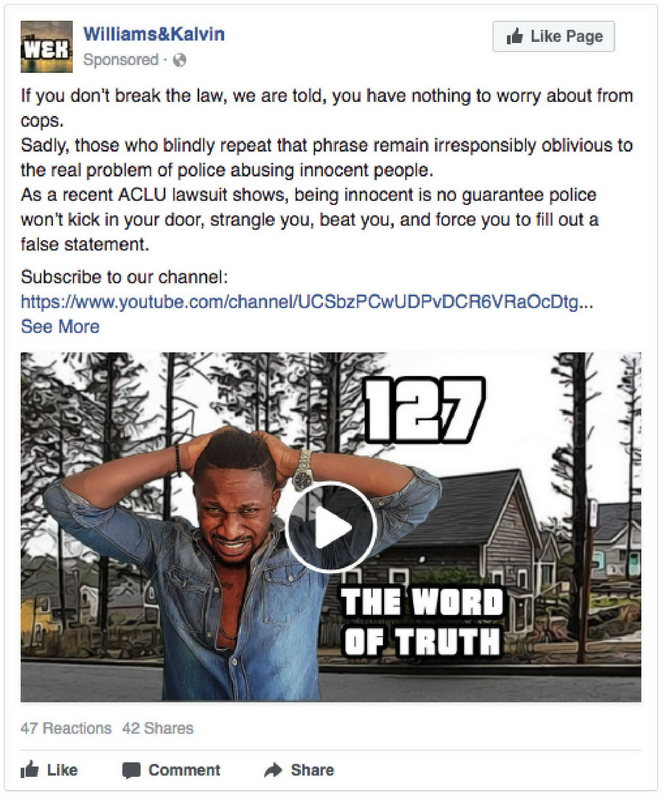 WEK
Williams&Kalvin
Sponsored ·
Like Page
If you don't break the law, we are told, you have nothing to worry about from
cops.
Sadly, those who blindly repeat that phrase remain irresponsibly oblivious to
the real problem of police abusing innocent people.
As a recent ACLU lawsuit shows, being innocent is no guarantee police
won't kick in your door, strangle you, beat you, and force you to fill out a
false statement.
Subscribe to our channel:
https://www.youtube.com/channel/UCSbzPCwUDPvDCR6VRaOcDtg...
See More
127
THE WORD
OF TRUTH
47 Reactions 42 Shares
Like Comment Share